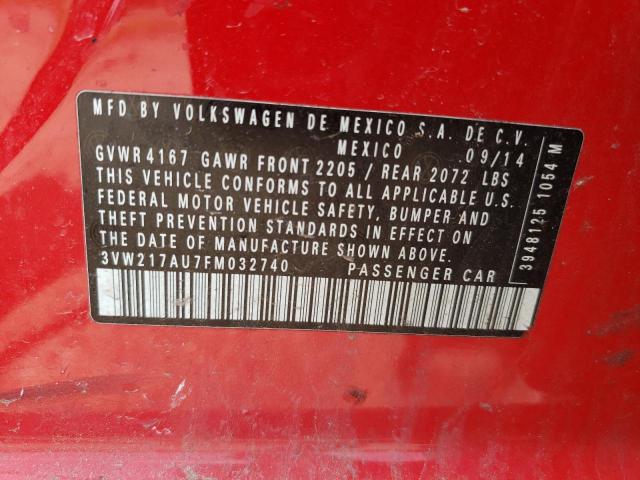 MFD BY VOLKSWAGEN DE MEXICO S.A. DE C.V.
MEXICO 09/14
GVWR 4167 GAWR FRONT 2205 / REAR 2072 LBS
THIS VEHICLE CONFORMS TO ALL APPLICABLE U.S.
FEDERAL MOTOR VEHICLE SAFETY, BUMPER AND
THEFT PREVENTION STANDARDS IN EFFECT ON
THE DATE OF MANUFACTURE SHOWN ABOVE.
3VW217AU7FM032740 PASSENGER CAR
3948125 1054 M